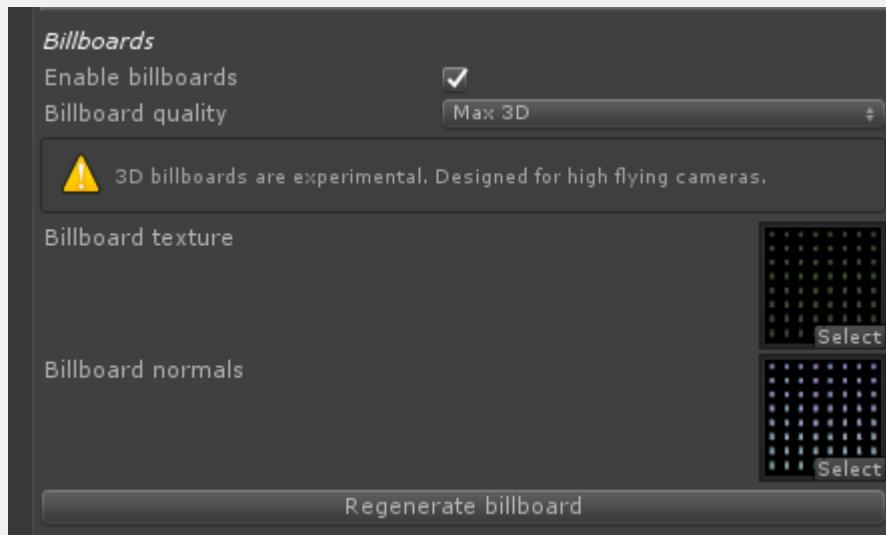 Billboards
Enable billboards
Billboard quality Max 3D
3D billboards are experimental. Designed for high flying cameras.
Billboard texture
Select
Billboard normals
Select
Regenerate billboard